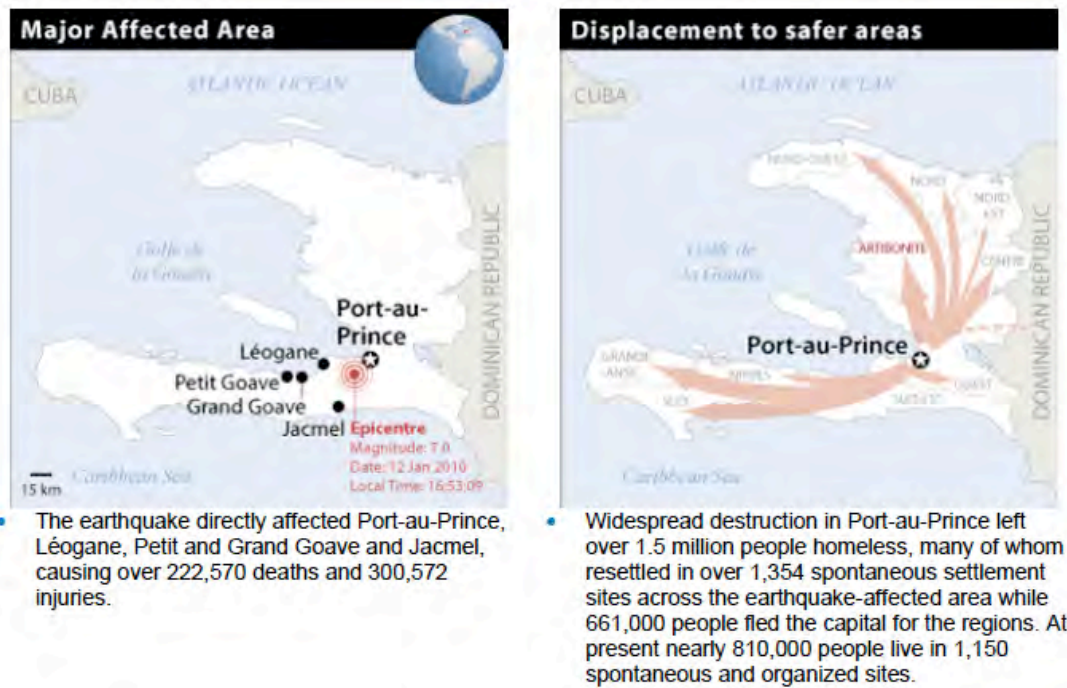 Major Affected Area
ATLANTIC OCEAN
CUBA
Golfe de
la Gonâve
DOMINICAN REPUBLIC
Port-au-
Prince
Léogane
Petit Goave
Grand Goave
Jacmel
Epicentre
Magnitude: 7.0
Date: 12 Jan 2010
Local Time: 16:53:09
Caribbean Sea
15 km
• The earthquake directly affected Port-au-Prince,
Léogane, Petit and Grand Goave and Jacmel,
causing over 222,570 deaths and 300,572
injuries.
Displacement to safer areas
ATLANTIC OCEAN
CUBA
NORD-OUEST
NORD
NORD
EST
Golfe de
la Gonâve
ARTIBONITE
CENTRE
DOMINICAN REPUBLIC
Port-au-Prince
GRANDE
-ANSE
NIPPES
OUEST
SUD
SUD-EST
Caribbean Sea
• Widespread destruction in Port-au-Prince left
over 1.5 million people homeless, many of whom
resettled in over 1,354 spontaneous settlement
sites across the earthquake-affected area while
661,000 people fled the capital for the regions. At
present nearly 810,000 people live in 1,150
spontaneous and organized sites.